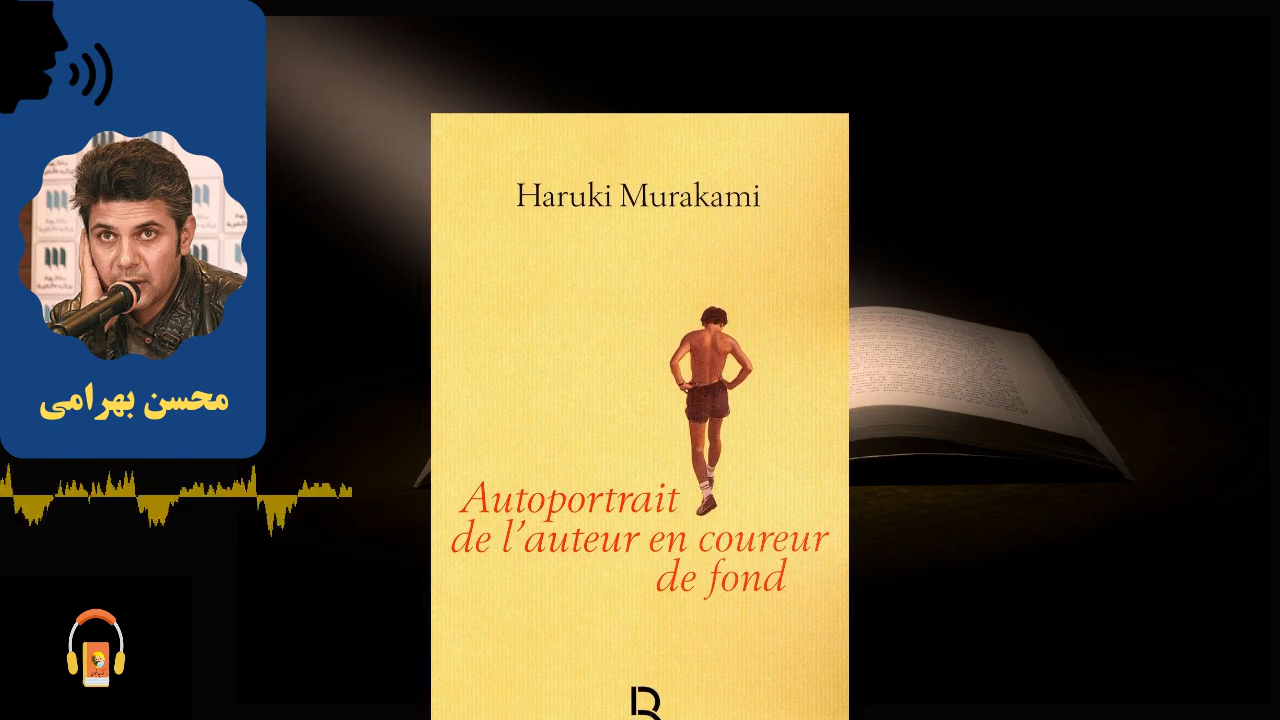 محسن بهرامی
Haruki Murakami
Autoportrait
de l’auteur en coureur
de fond